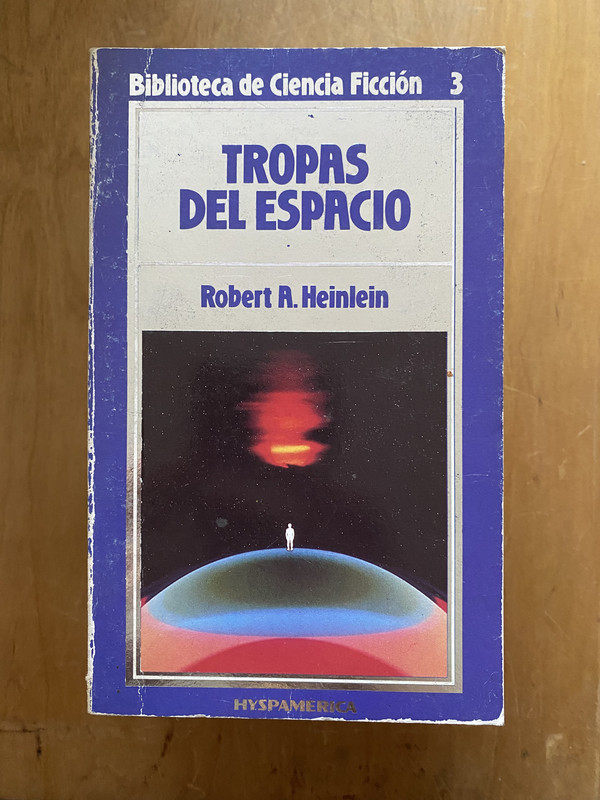 Biblioteca de Ciencia Ficción 3
TROPAS
DEL ESPACIO
Robert A. Heinlein
HYSPAMERICA